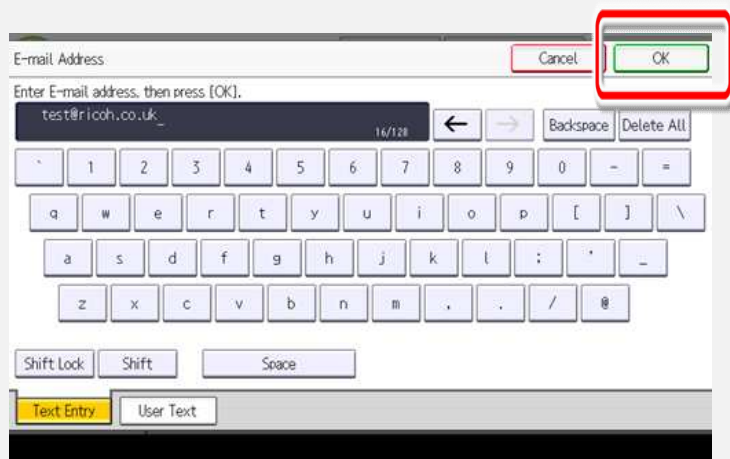 E-mail Address Cancel OK
Enter E-mail address, then press [OK].
test@ricoh.co.uk_
16/128 ← → Backspace Delete All
` 1 2 3 4 5 6 7 8 9 0 - =
q w e r t y u i o p [ ] \
a s d f g h j k l ; ' _
z x c v b n m , . / @
Shift Lock Shift Space
Text Entry User Text